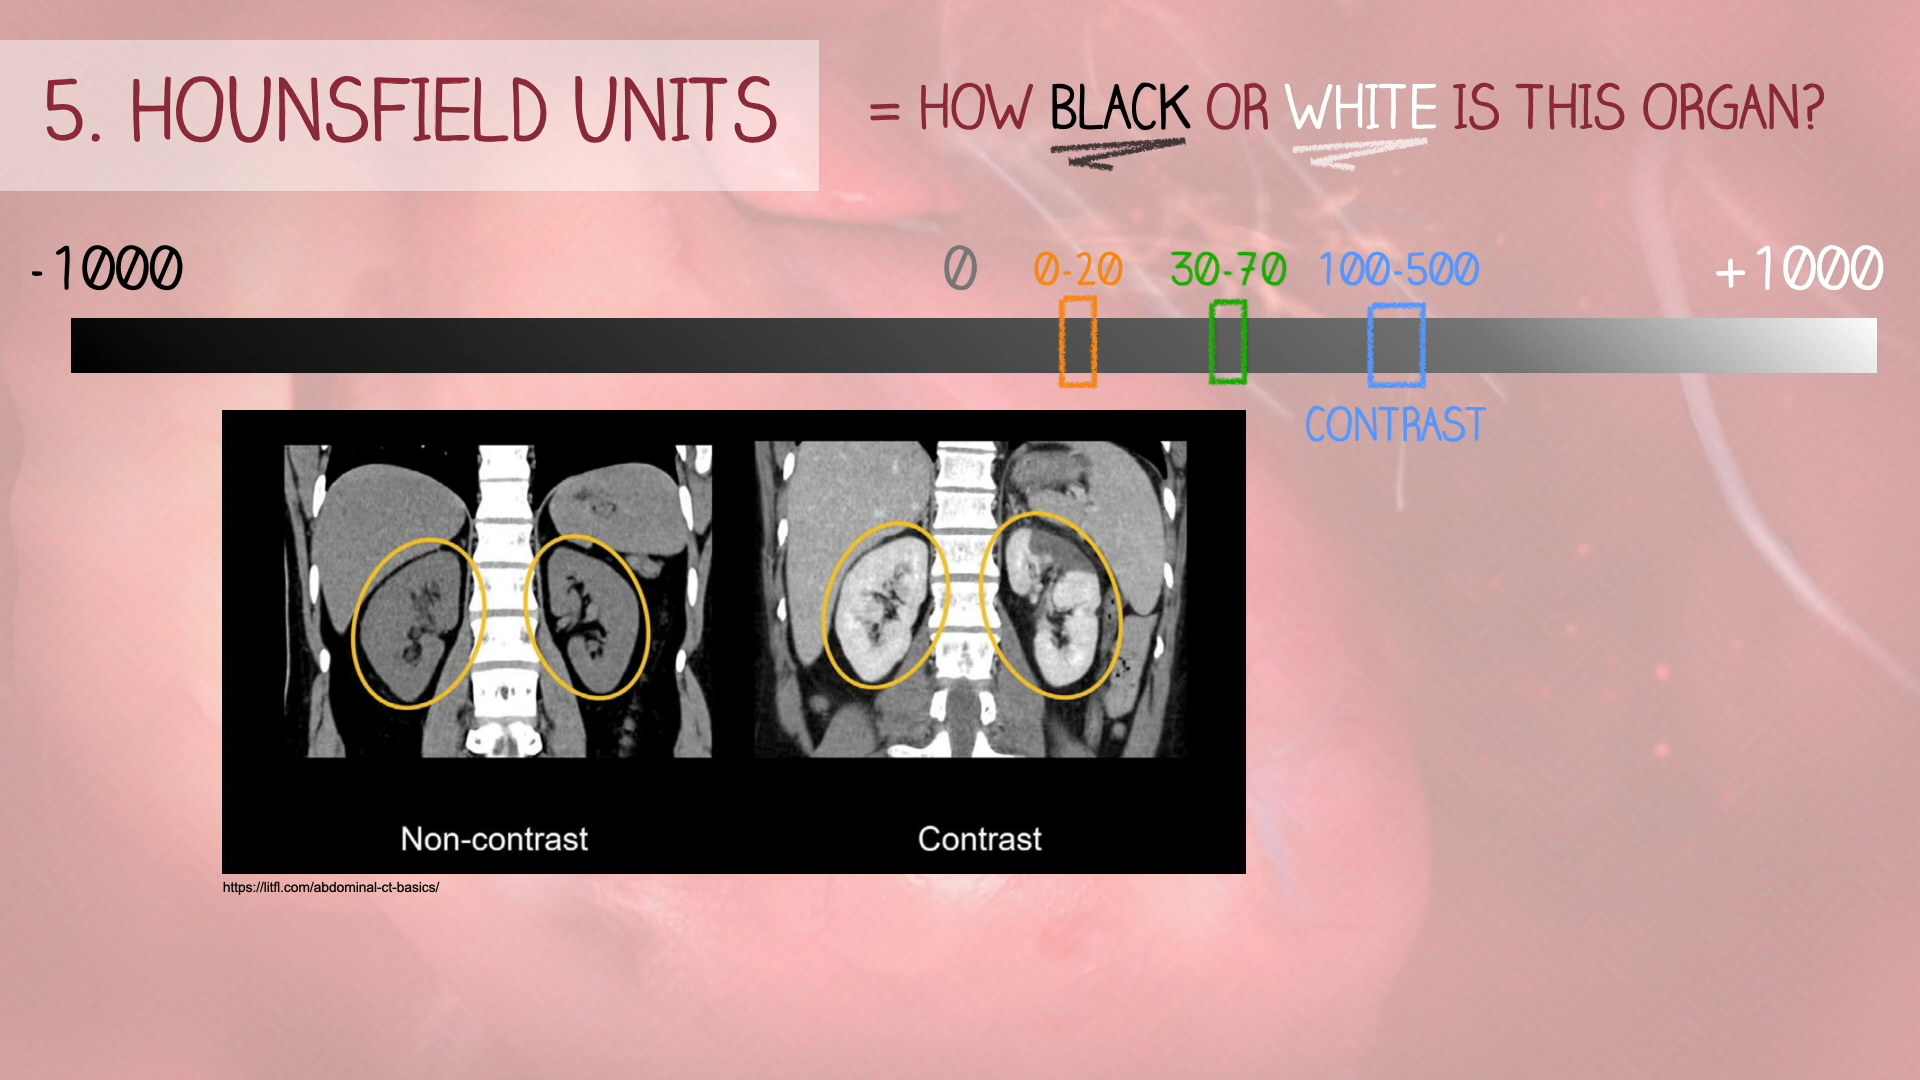 5. HOUNSFIELD UNITS
= HOW BLACK OR WHITE IS THIS ORGAN?
-1000 0 0-20 30-70 100-500 +1000
CONTRAST
Non-contrast Contrast
https://litfl.com/abdominal-ct-basics/